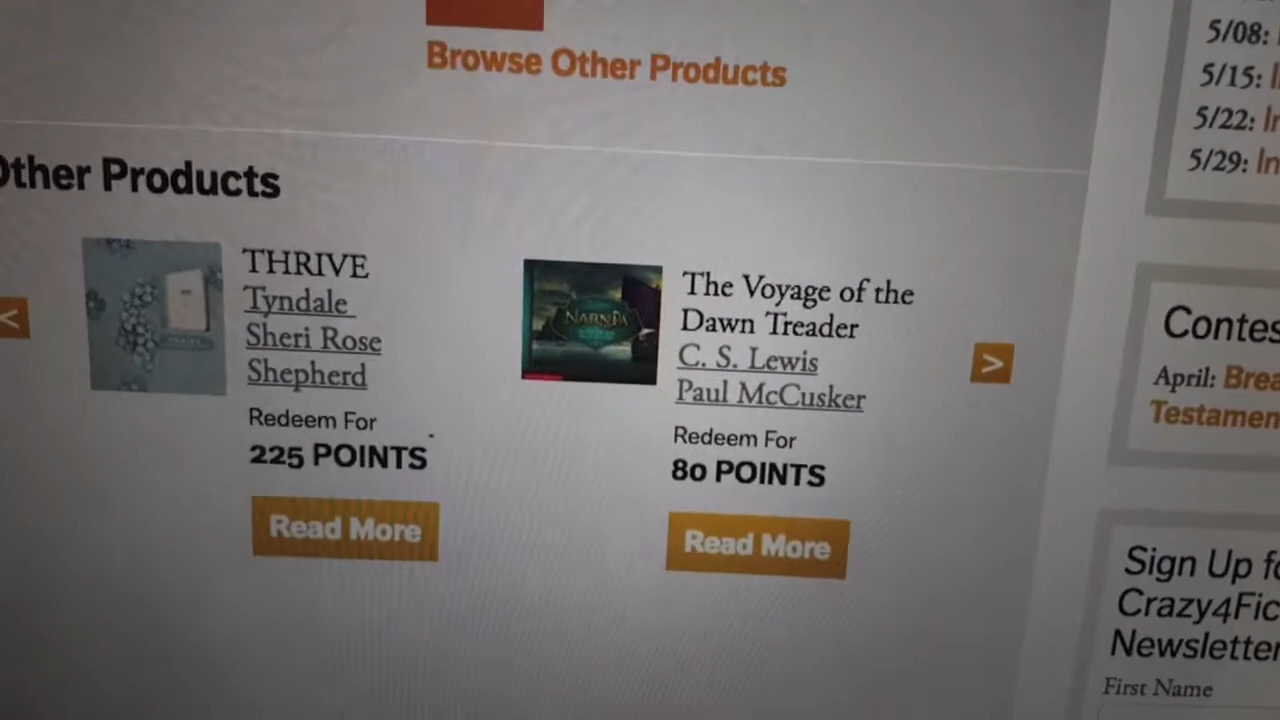 Browse Other Products
Other Products
<
THRIVE
Tyndale
Sheri Rose
Shepherd
Redeem For
225 POINTS
Read More
NARNIA
The Voyage of the
Dawn Treader
C. S. Lewis
Paul McCusker
Redeem For
80 POINTS
Read More
>
5/08:
5/15:
5/22:
5/29:
April:
Sign Up
Newsletter
First Name